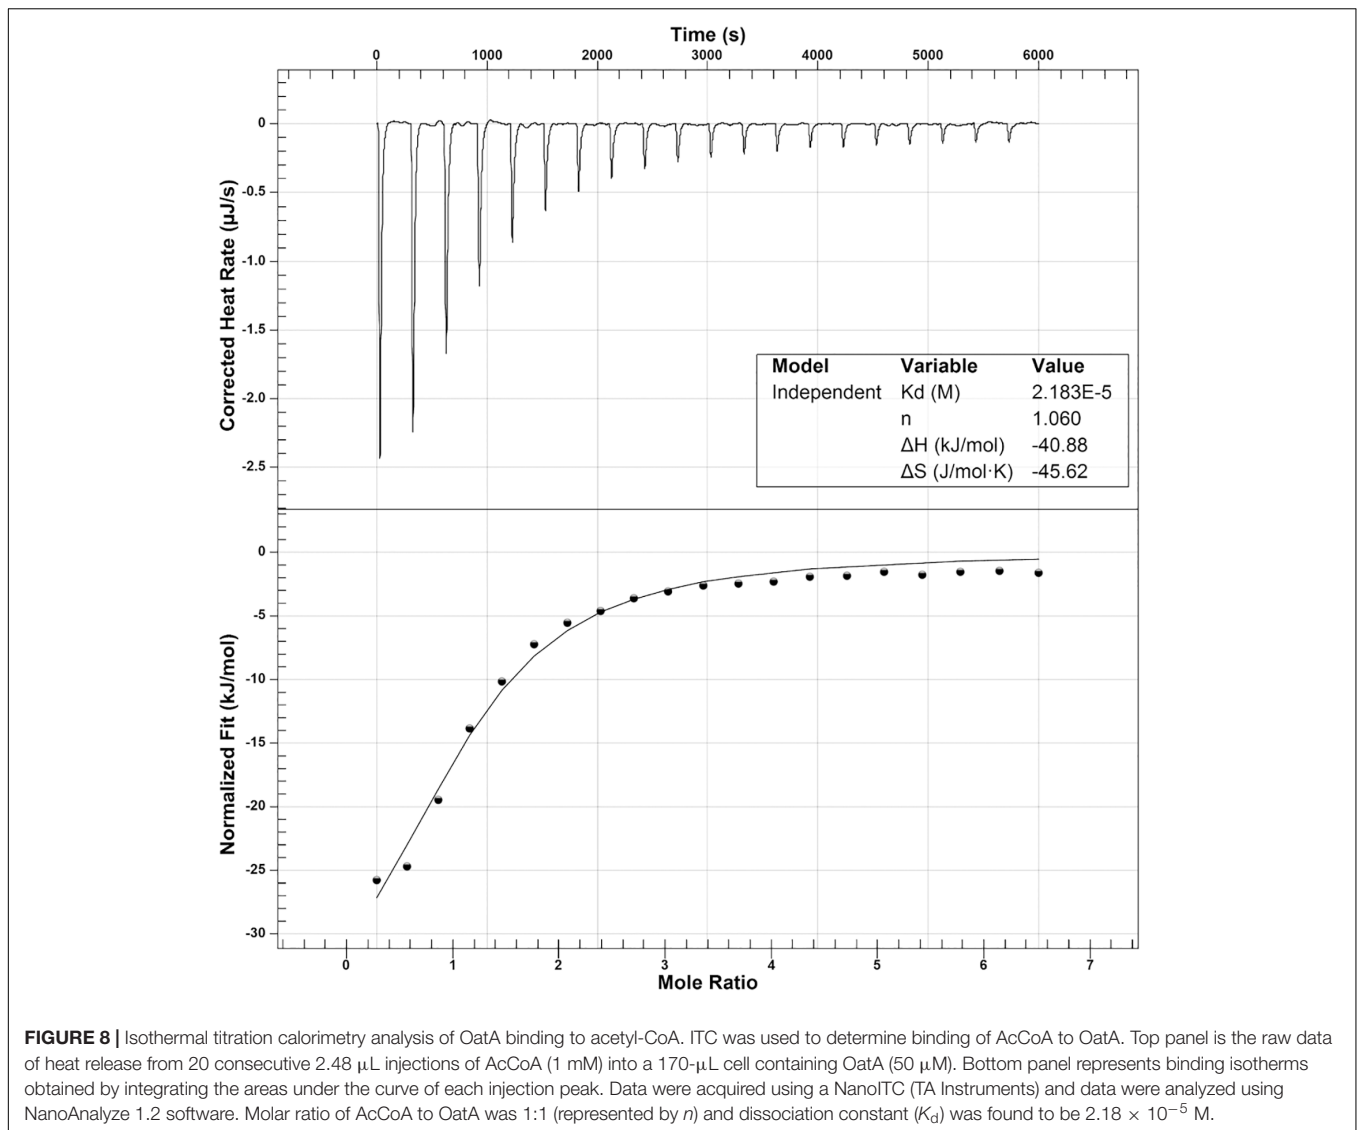 Time (s)
0 1000 2000 3000 4000 5000 6000
Corrected Heat Rate (µJ/s)
0
-0.5
-1.0
-1.5
-2.0
-2.5
Model Variable Value
Independent Kd (M) 2.183E-5
n 1.060
ΔH (kJ/mol) -40.88
ΔS (J/mol·K) -45.62
Normalized Fit (kJ/mol)
0
-5
-10
-15
-20
-25
-30
0 1 2 3 4 5 6 7
Mole Ratio
FIGURE 8 | Isothermal titration calorimetry analysis of OatA binding to acetyl-CoA. ITC was used to determine binding of AcCoA to OatA. Top panel is the raw data
of heat release from 20 consecutive 2.48 µL injections of AcCoA (1 mM) into a 170-µL cell containing OatA (50 µM). Bottom panel represents binding isotherms
obtained by integrating the areas under the curve of each injection peak. Data were acquired using a NanoITC (TA Instruments) and data were analyzed using
NanoAnalyze 1.2 software. Molar ratio of AcCoA to OatA was 1:1 (represented by n) and dissociation constant (Kd) was found to be 2.18 × 10⁻⁵ M.